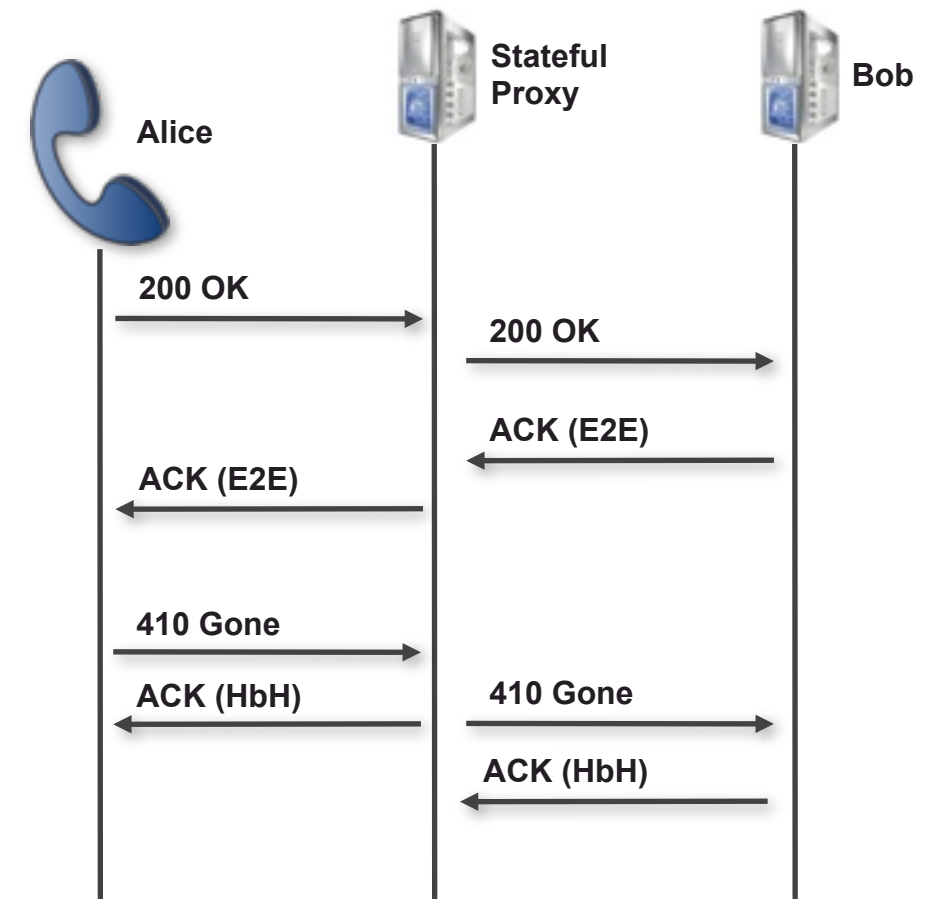 Stateful
Proxy
Bob
Alice
200 OK
200 OK
ACK (E2E)
ACK (E2E)
410 Gone
ACK (HbH)
410 Gone
ACK (HbH)